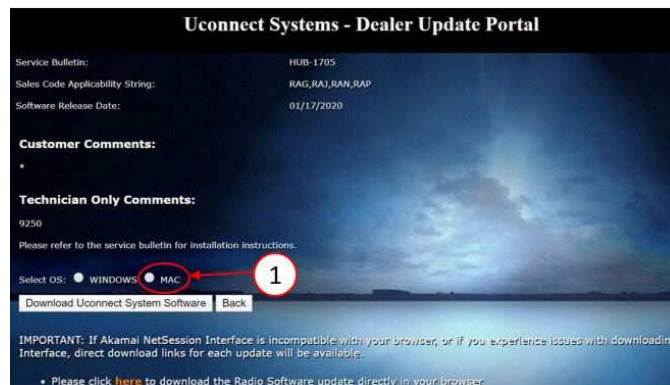 Uconnect Systems - Dealer Update Portal
Service Bulletin: HUB-1705
Sales Code Applicability String: RAG,RAJ,RAN,RAP
Software Release Date: 01/17/2020
Customer Comments:
*
Technician Only Comments:
9250
Please refer to the service bulletin for installation instructions.
Select OS: WINDOWS MAC
1
Download Uconnect System Software Back
IMPORTANT: If Akamai NetSession Interface is incompatible with your browser, or if you experience issues with downloadin
Interface, direct download links for each update will be available.
• Please click here to download the Radio Software update directly in your browser